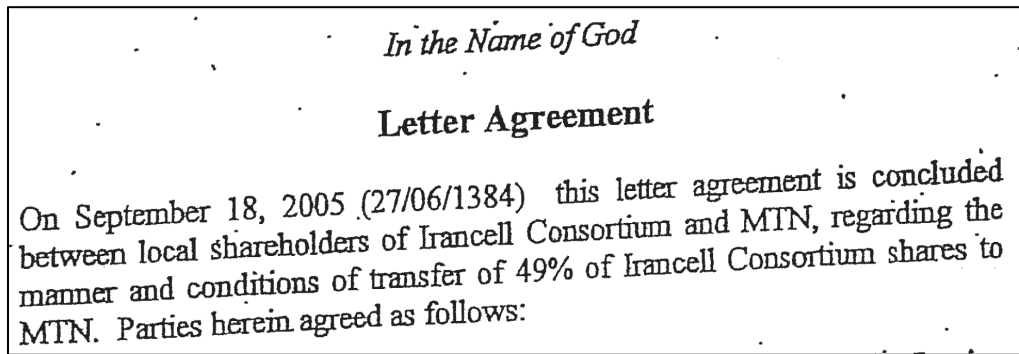 In the Name of God
Letter Agreement
On September 18, 2005 (27/06/1384) this letter agreement is concluded
between local shareholders of Irancell Consortium and MTN, regarding the
manner and conditions of transfer of 49% of Irancell Consortium shares to
MTN. Parties herein agreed as follows: